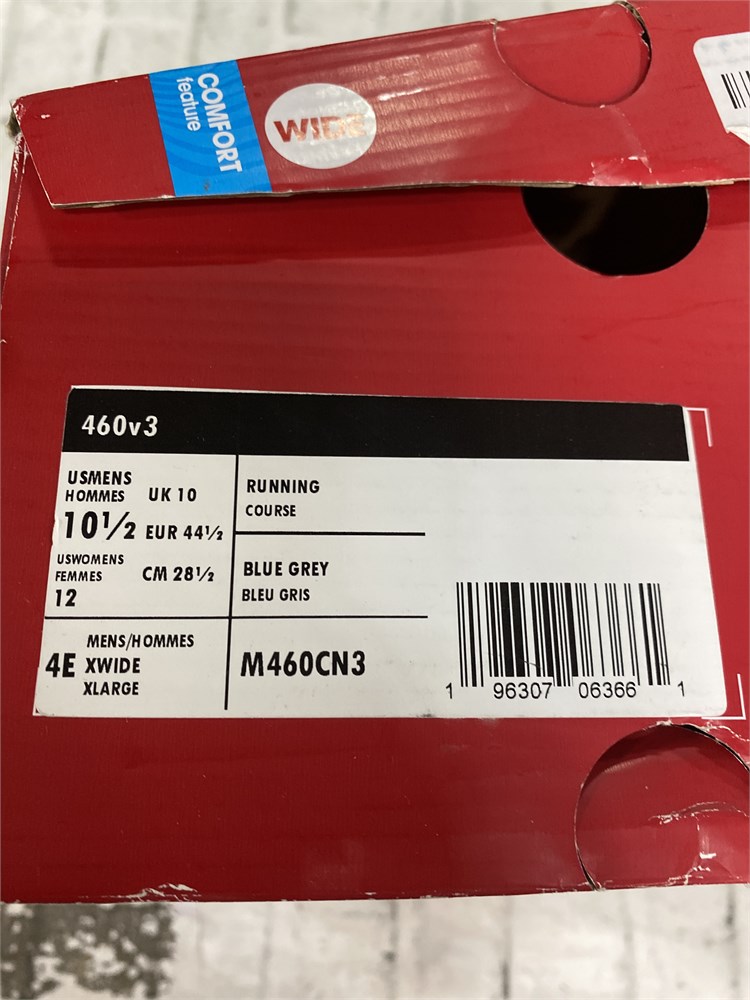 COMFORT
feature
WIDE
460v3
USMENS
HOMMES
10½
UK 10
EUR 44½
USWOMENS
FEMMES
12
CM 28½
RUNNING
COURSE
BLUE GREY
BLEU GRIS
4E
MENS/HOMMES
XWIDE
XLARGE
M460CN3
1 96307 06366 1